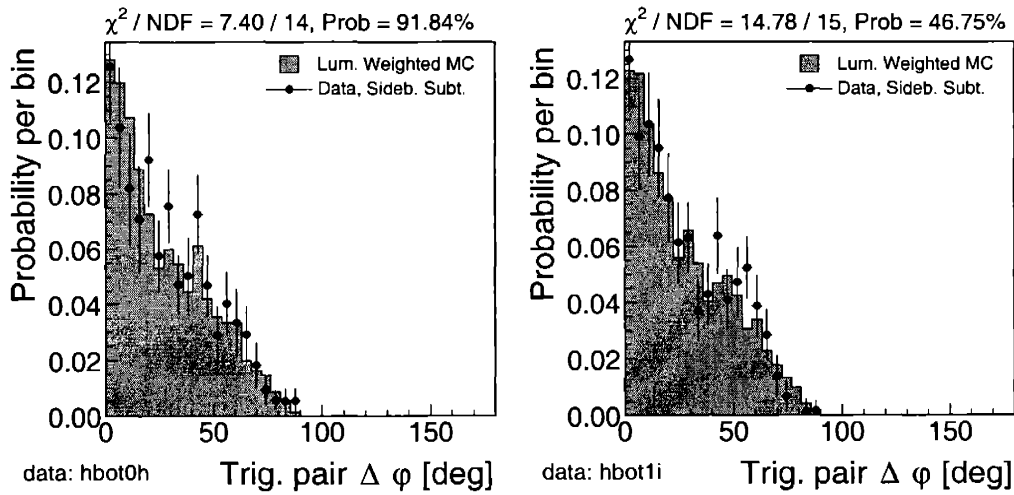 χ² / NDF = 7.40 / 14, Prob = 91.84%
Probability per bin
0.12
0.10
0.08
0.06
0.04
0.02
0.00
Lum. Weighted MC
Data, Sideb. Subt.
0
50
100
150
data: hbot0h
Trig. pair Δ φ [deg]
χ² / NDF = 14.78 / 15, Prob = 46.75%
Probability per bin
0.12
0.10
0.08
0.06
0.04
0.02
0.00
Lum. Weighted MC
Data, Sideb. Subt.
0
50
100
150
data: hbot1i
Trig. pair Δ φ [deg]